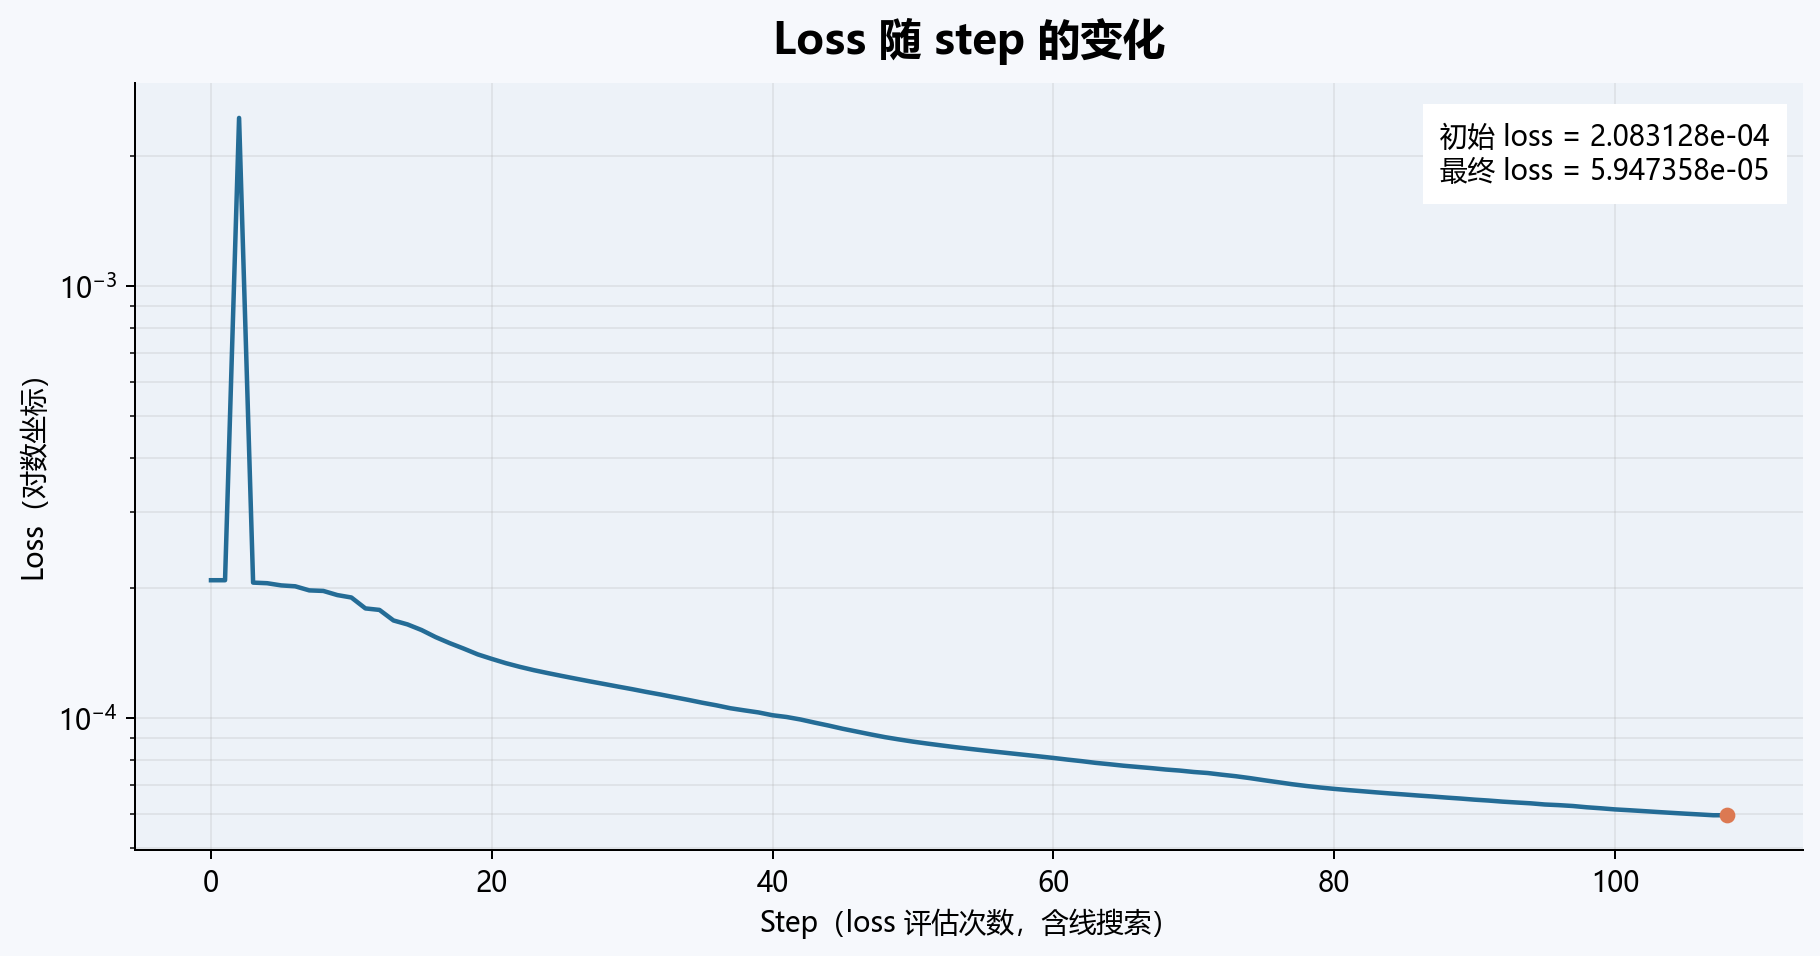 Loss 随 step 的变化
初始 loss = 2.083128e-04
最终 loss = 5.947358e-05
10⁻³
10⁻⁴
Loss（对数坐标）
0 20 40 60 80 100
Step（loss 评估次数，含线搜索）